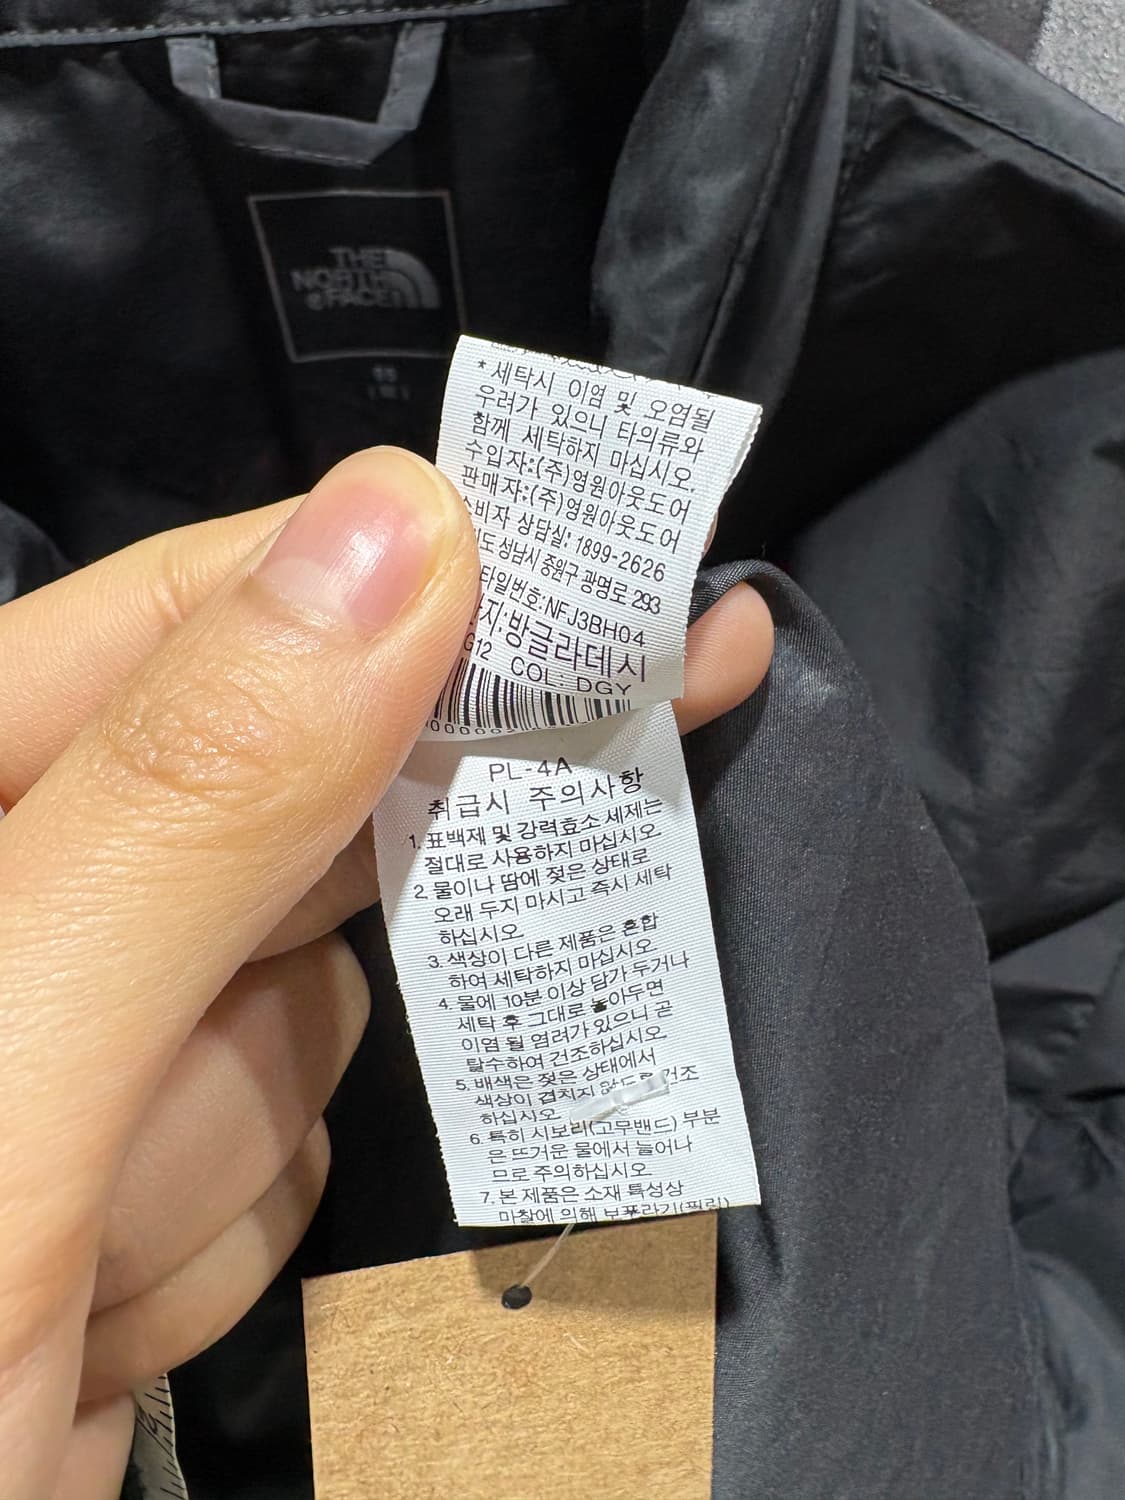 THE
NORTH
FACE
* 세탁시 이염 및 오염될
우려가 있으니 타의류와
함께 세탁하지 마십시오.
수입자:(주)영원아웃도어
판매자:(주)영원아웃도어
비자 상담실: 1899-2626
도 성남시 중원구 광명로 293
타일번호:NFJ3BH04
지:방글라데시
G12 COL: DGY
PL-4A
취급시 주의사항
1. 표백제 및 강력효소 세제는
절대로 사용하지 마십시오.
2. 물이나 땀에 젖은 상태로
오래 두지 마시고 즉시 세탁
하십시오.
3. 색상이 다른 제품은 혼합
하여 세탁하지 마십시오.
4. 물에 10분 이상 담가 두거나
세탁 후 그대로 놓아두면
이염 될 염려가 있으니 곧
탈수하여 건조하십시오.
5. 배색은 젖은 상태에서
색상이 겹치지 않도록 건조
하십시오.
6. 특히 시보리(고무밴드) 부분
은 뜨거운 물에서 늘어나
므로 주의하십시오.
7. 본 제품은 소재 특성상
마찰에 의해 보푸라기(필링)